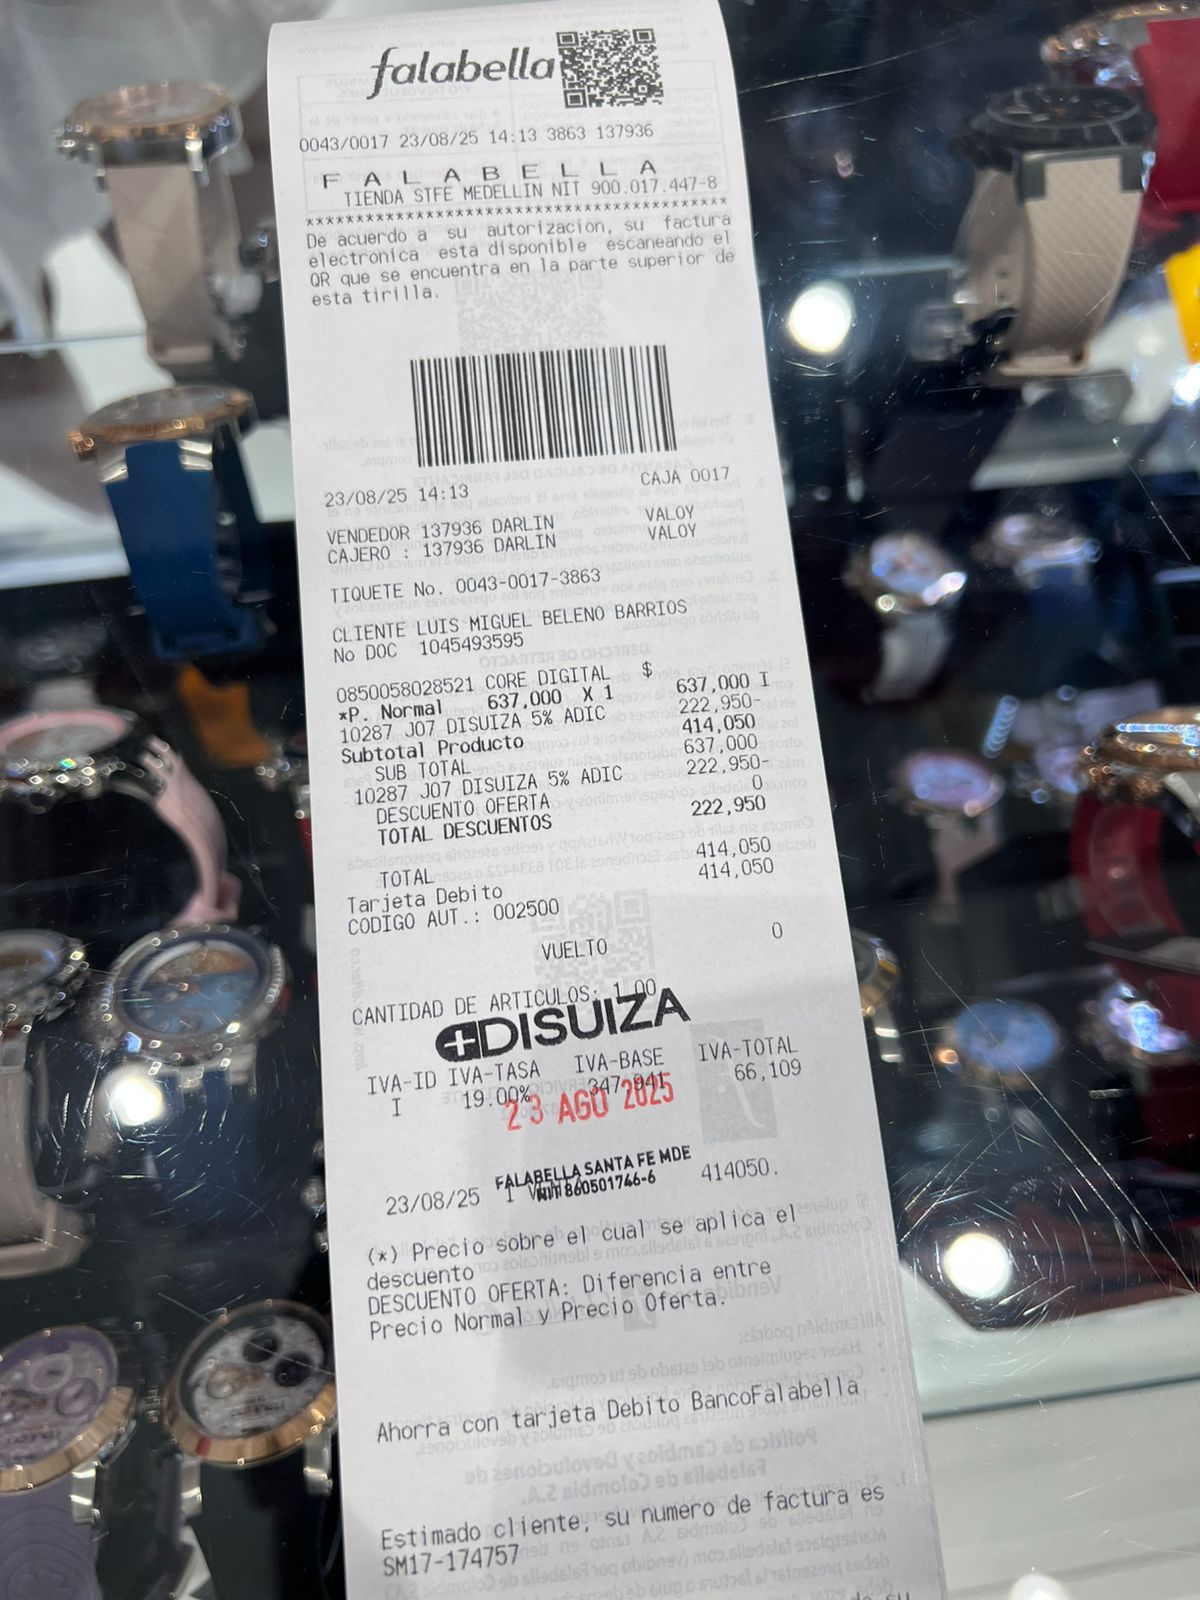 falabella
0043/0017 23/08/25 14:13 3863 137936
F A L A B E L L A
TIENDA STFE MEDELLIN NIT 900.017.447-8
******************************************
De acuerdo a su autorizacion, su factura
electronica esta disponible escaneando el
QR que se encuentra en la parte superior de
esta tirilla.
23/08/25 14:13 CAJA 0017
VENDEDOR 137936 DARLIN VALOY
CAJERO : 137936 DARLIN VALOY
TIQUETE No. 0043-0017-3863
CLIENTE LUIS MIGUEL BELENO BARRIOS
No DOC 1045493595
0850058028521 CORE DIGITAL $ 637,000 I
*P. Normal 637,000 X 1
10287 J07 DISUIZA 5% ADIC 222,950-
Subtotal Producto 414,050
SUB TOTAL 637,000
10287 J07 DISUIZA 5% ADIC 222,950-
DESCUENTO OFERTA 0
TOTAL DESCUENTOS 222,950
TOTAL 414,050
Tarjeta Debito 414,050
CODIGO AUT.: 002500
VUELTO 0
CANTIDAD DE ARTICULOS: 1.00
DISUIZA
IVA-ID IVA-TASA IVA-BASE IVA-TOTAL
I 19.00% 347,941 66,109
23 AGO 2025
FALABELLA SANTA FE MDE
23/08/25 1 NIT 860501746-6 414050.
(*) Precio sobre el cual se aplica el
descuento
DESCUENTO OFERTA: Diferencia entre
Precio Normal y Precio Oferta.
Ahorra con tarjeta Debito BancoFalabella
Estimado cliente, su numero de factura es
SM17-174757